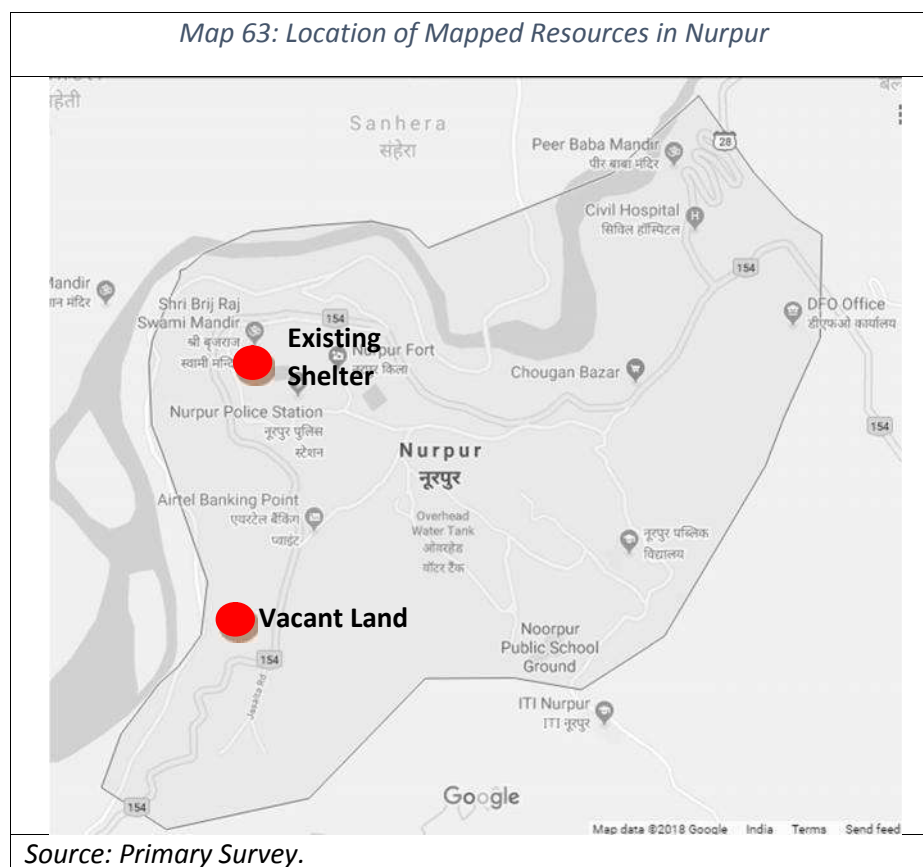 Map 63: Location of Mapped Resources in Nurpur
हेती
Sanhera
संहेरा
Peer Baba Mandir
पीर बाबा मंदिर
28
Civil Hospital
सिविल हॉस्पिटल
154
DFO Office
डीएफओ कार्यालय
Mandir
ान मंदिर
Shri Brij Raj
Swami Mandir
श्री बृजराज
स्वामी मन्दि
154
Existing
Shelter
Nurpur Fort
नूरपुर किला
Chougan Bazar
Nurpur Police Station
नूरपुर पुलिस
स्टेशन
Nurpur
नूरपुर
154
Airtel Banking Point
एयरटेल बैंकिंग
प्वाइंट
Overhead
Water Tank
ओवरहेड
वॉटर टैंक
नूरपुर पब्लिक
विद्यालय
Vacant Land
Noorpur
Public School
Ground
154
Jassita Rd
ITI Nurpur
ITI नूरपुर
154
Google
Map data ©2018 Google India Terms Send feed
Source: Primary Survey.